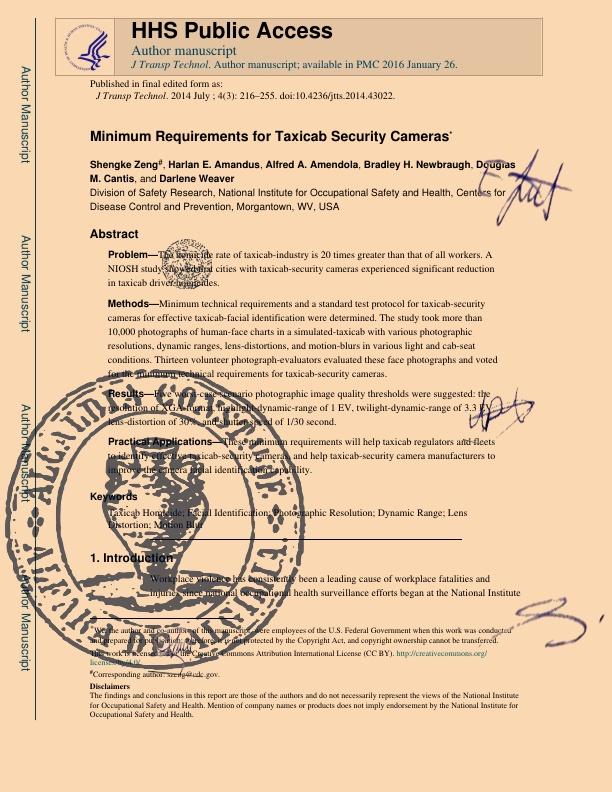 HHS Public Access
Author manuscript
J Transp Technol. Author manuscript; available in PMC 2016 January 26.
Published in final edited form as:
J Transp Technol. 2014 July ; 4(3): 216–255. doi:10.4236/jtts.2014.43022.
Minimum Requirements for Taxicab Security Cameras*
Shengke Zeng#, Harlan E. Amandus, Alfred A. Amendola, Bradley H. Newbraugh, Douglas
M. Cantis, and Darlene Weaver
Division of Safety Research, National Institute for Occupational Safety and Health, Centers for
Disease Control and Prevention, Morgantown, WV, USA
Abstract
Problem—The homicide rate of taxicab-industry is 20 times greater than that of all workers. A
NIOSH study showed that cities with taxicab-security cameras experienced significant reduction
in taxicab driver homicides.
Methods—Minimum technical requirements and a standard test protocol for taxicab-security
cameras for effective taxicab-facial identification were determined. The study took more than
10,000 photographs of human-face charts in a simulated-taxicab with various photographic
resolutions, dynamic ranges, lens-distortions, and motion-blurs in various light and cab-seat
conditions. Thirteen volunteer photograph-evaluators evaluated these face photographs and voted
for the minimum technical requirements for taxicab-security cameras.
Results—Five worst-case scenario photographic image quality thresholds were suggested: the
resolution of XGA-format, highlight-dynamic-range of 1 EV, twilight-dynamic-range of 3.3 EV,
lens-distortion of 30%, and shutter-speed of 1/30 second.
Practical Applications—These minimum requirements will help taxicab regulators and fleets
to identify effective taxicab-security cameras, and help taxicab-security camera manufacturers to
improve the camera facial identification capability.
Keywords
Taxicab Homicide; Facial Identification; Photographic Resolution; Dynamic Range; Lens
Distortion; Motion Blur
1. Introduction
Workplace violence has consistently been a leading cause of workplace fatalities and
injuries since national occupational health surveillance efforts began at the National Institute
*We, the author and co-authors of this manuscript, were employees of the U.S. Federal Government when this work was conducted
and prepared for publication; therefore it is not protected by the Copyright Act, and copyright ownership cannot be transferred.
This work is licensed under the Creative Commons Attribution International License (CC BY). http://creativecommons.org/
licenses/by/4.0/
#Corresponding author: szeng@cdc.gov.
Disclaimers
The findings and conclusions in this report are those of the authors and do not necessarily represent the views of the National Institute
for Occupational Safety and Health. Mention of company names or products does not imply endorsement by the National Institute for
Occupational Safety and Health.
Author Manuscript
Author Manuscript
Author Manuscript
Author Manuscript